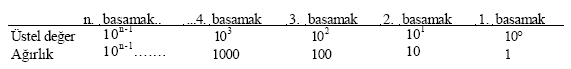 n. basamak.. ...4. basamak 3. basamak 2. basamak 1. basamak
Üstel değer 10ⁿ⁻¹ 10³ 10² 10¹ 10º
Ağırlık 10ⁿ⁻¹....... 1000 100 10 1